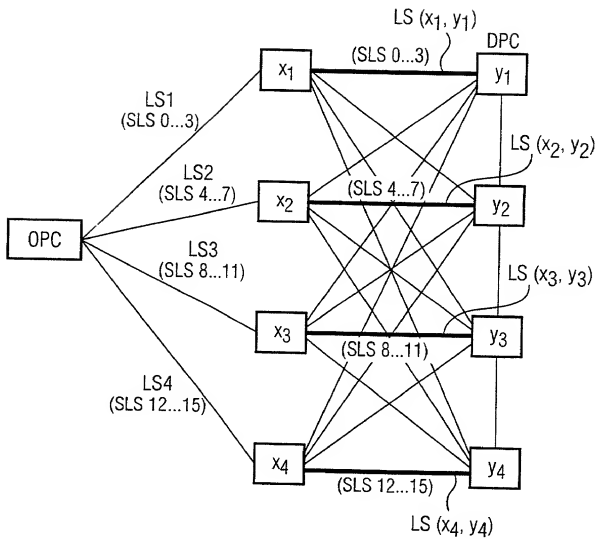 LS (x1, y1)
(SLS 0...3)
DPC
x1
y1
LS1
(SLS 0...3)
LS (x2, y2)
LS2
(SLS 4...7)
(SLS 4...7)
x2
y2
OPC
LS3
(SLS 8...11)
LS (x3, y3)
x3
y3
(SLS 8...11)
LS4
(SLS 12...15)
x4
y4
(SLS 12...15)
LS (x4, y4)